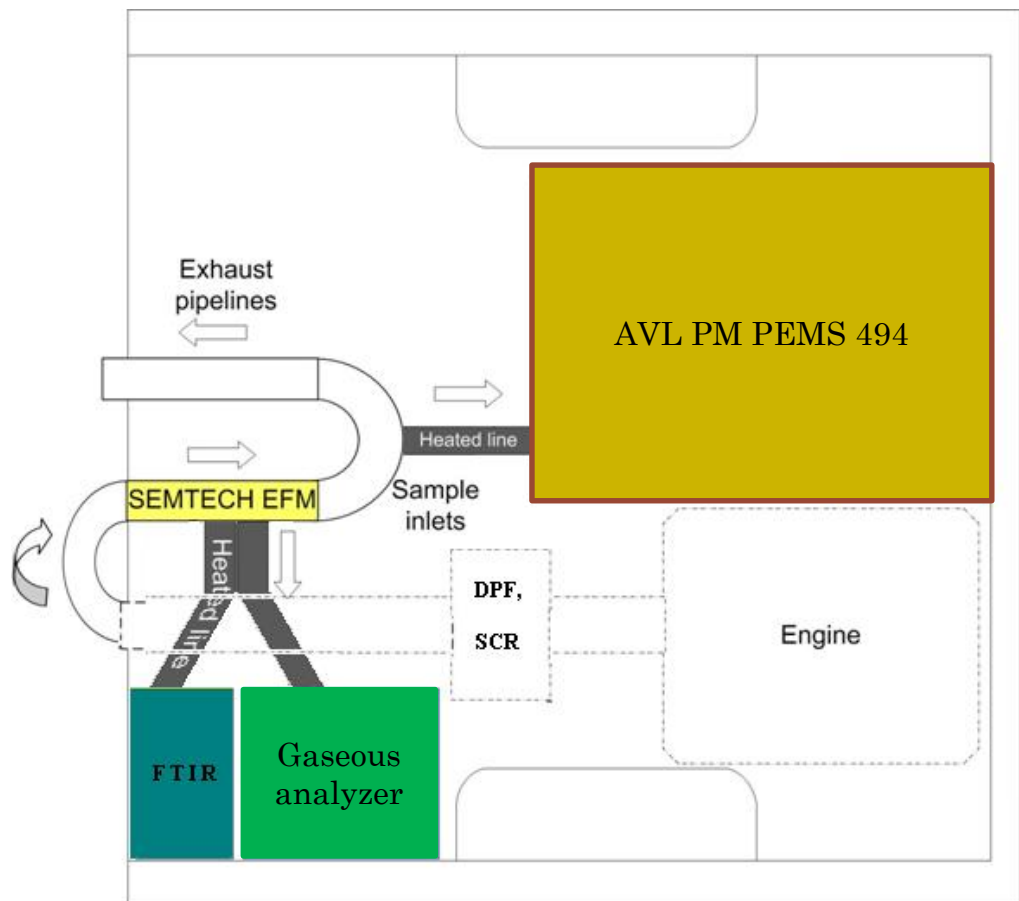 Exhaust
pipelines
AVL PM PEMS 494
Heated line
SEMTECH EFM
Sample
inlets
Heated line
DPF,
SCR
Engine
FTIR
Gaseous
analyzer